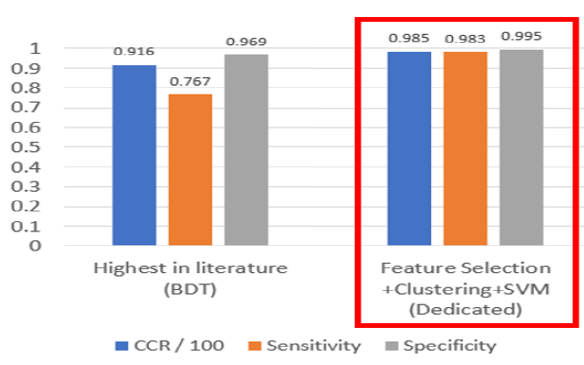 0.916
0.767
0.969
0.985
0.983
0.995
1
0.9
0.8
0.7
0.6
0.5
0.4
0.3
0.2
0.1
0
Highest in literature
(BDT)
Feature Selection
+Clustering+SVM
(Dedicated)
CCR / 100 Sensitivity Specificity